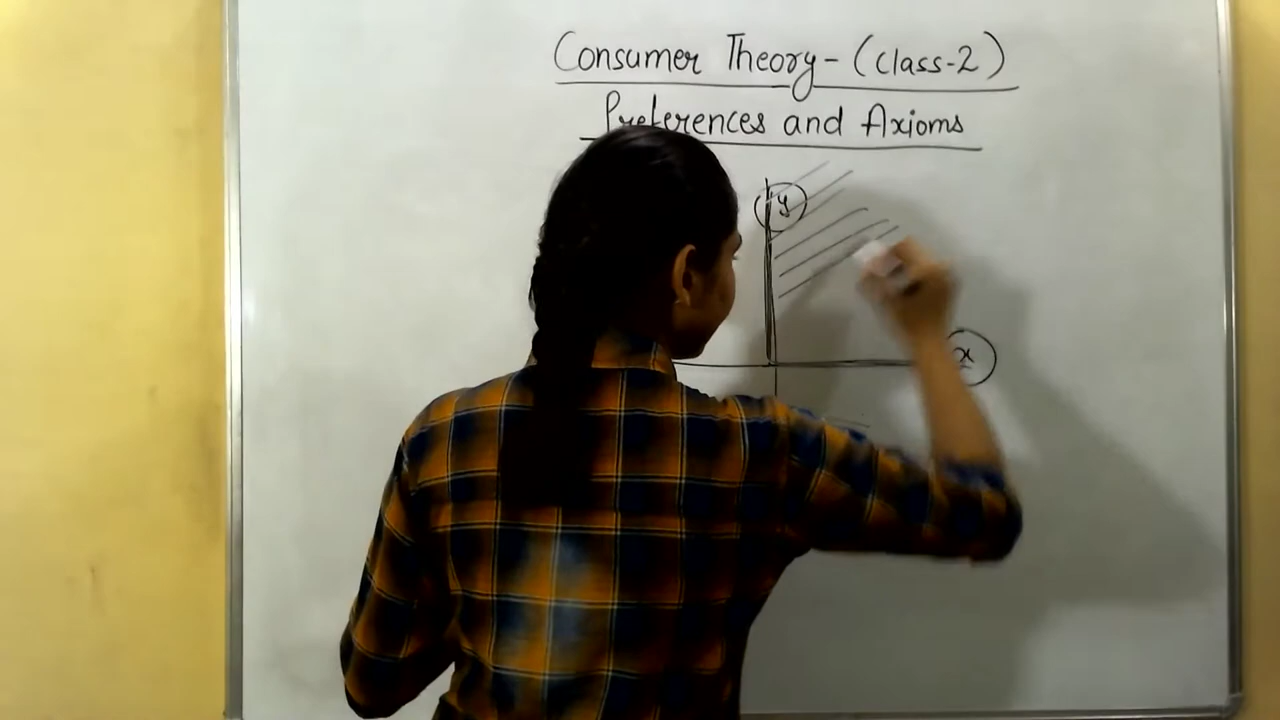 Consumer Theory - (class-2)
Preferences and Axioms
y
x